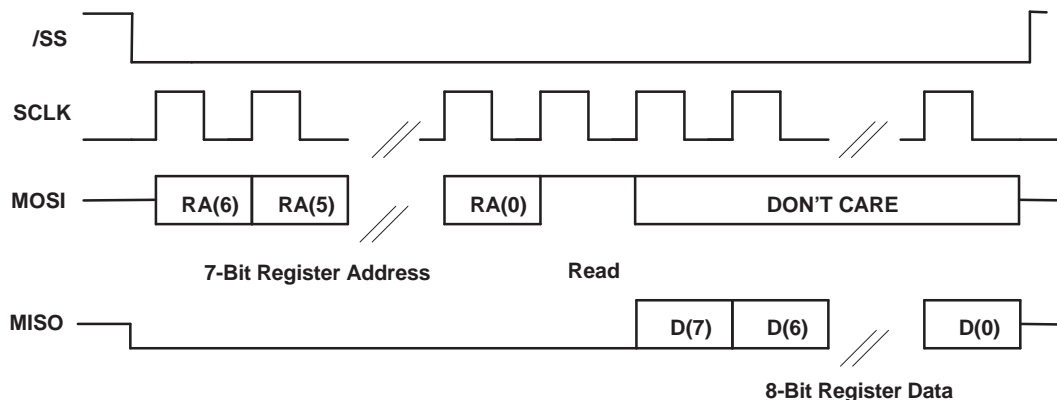 /SS
SCLK
MOSI RA(6) RA(5) RA(0) DON'T CARE
7-Bit Register Address Read
MISO D(7) D(6) D(0)
8-Bit Register Data